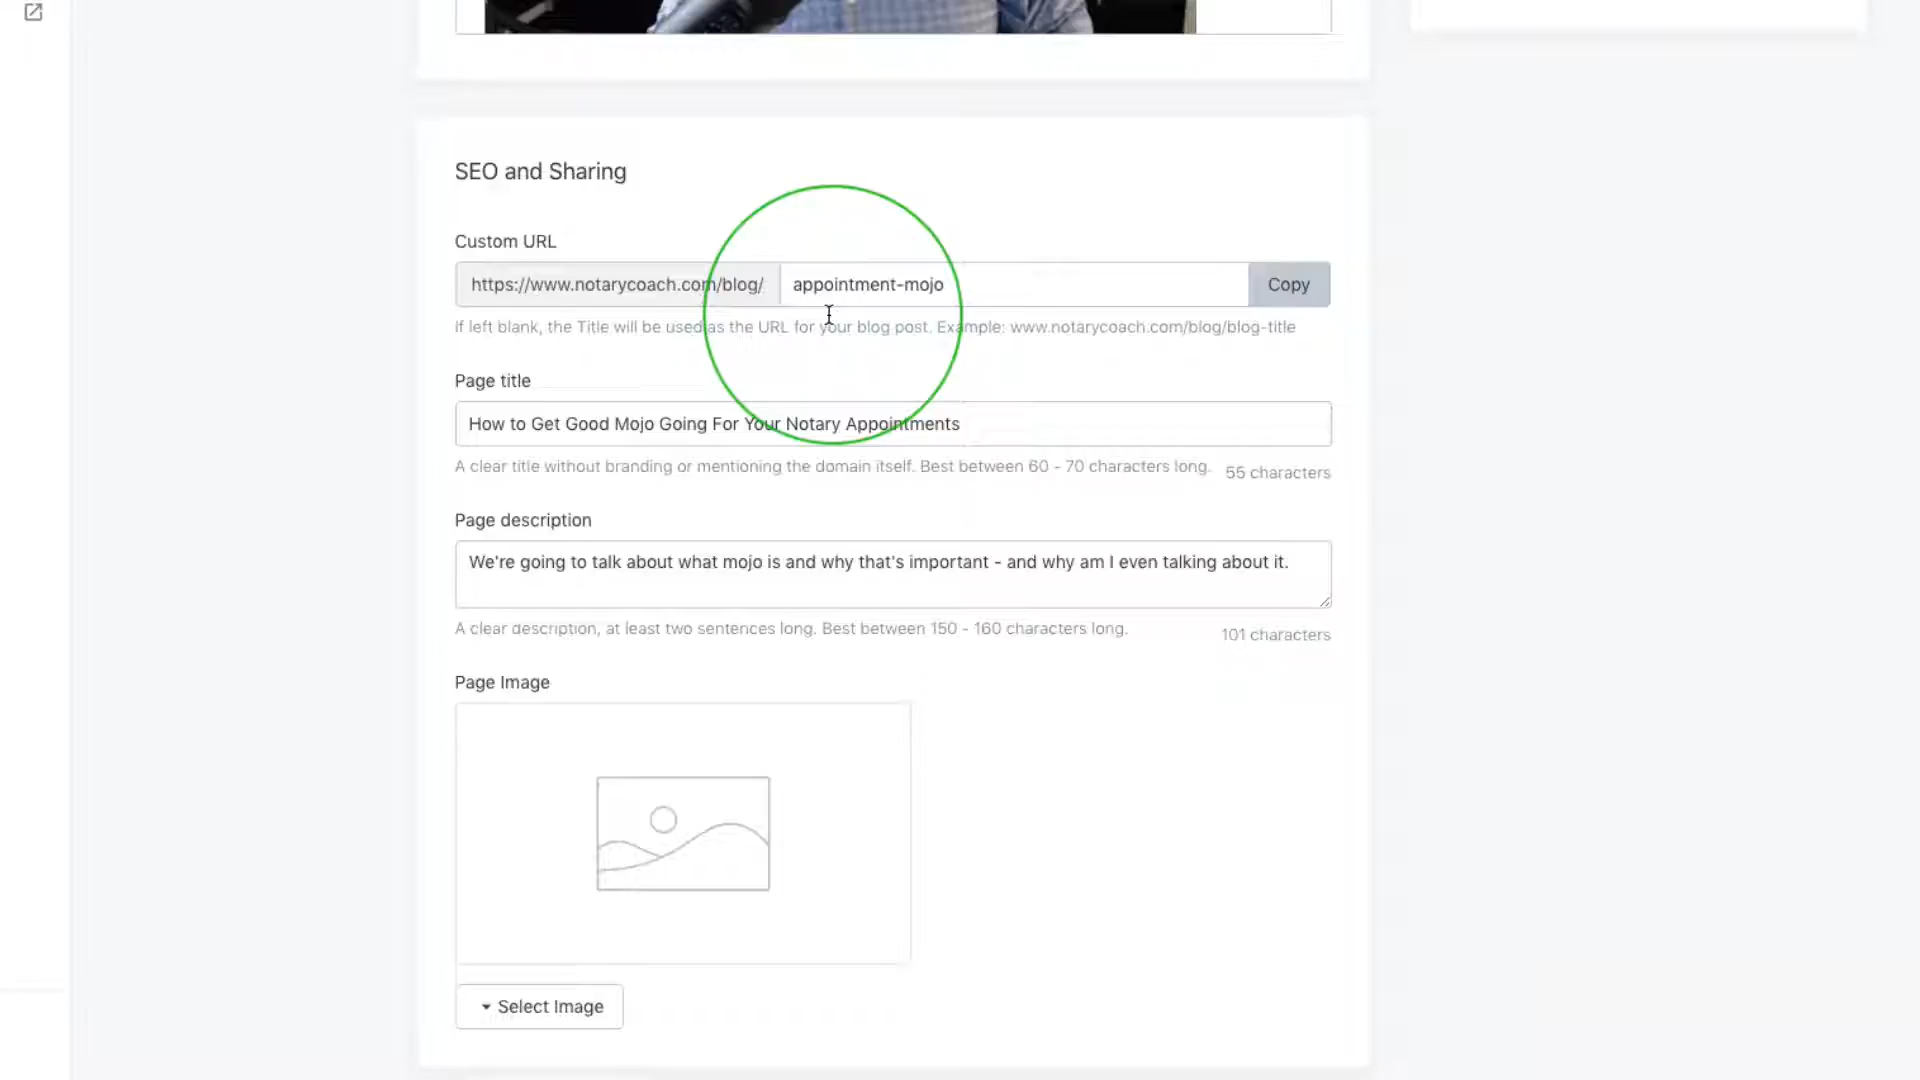 SEO and Sharing
Custom URL
https://www.notarycoach.com/blog/ appointment-mojo Copy
If left blank, the Title will be used as the URL for your blog post. Example: www.notarycoach.com/blog/blog-title
Page title
How to Get Good Mojo Going For Your Notary Appointments
A clear title without branding or mentioning the domain itself. Best between 60 - 70 characters long. 55 characters
Page description
We're going to talk about what mojo is and why that's important - and why am I even talking about it.
A clear description, at least two sentences long. Best between 150 - 160 characters long. 101 characters
Page Image
Select Image